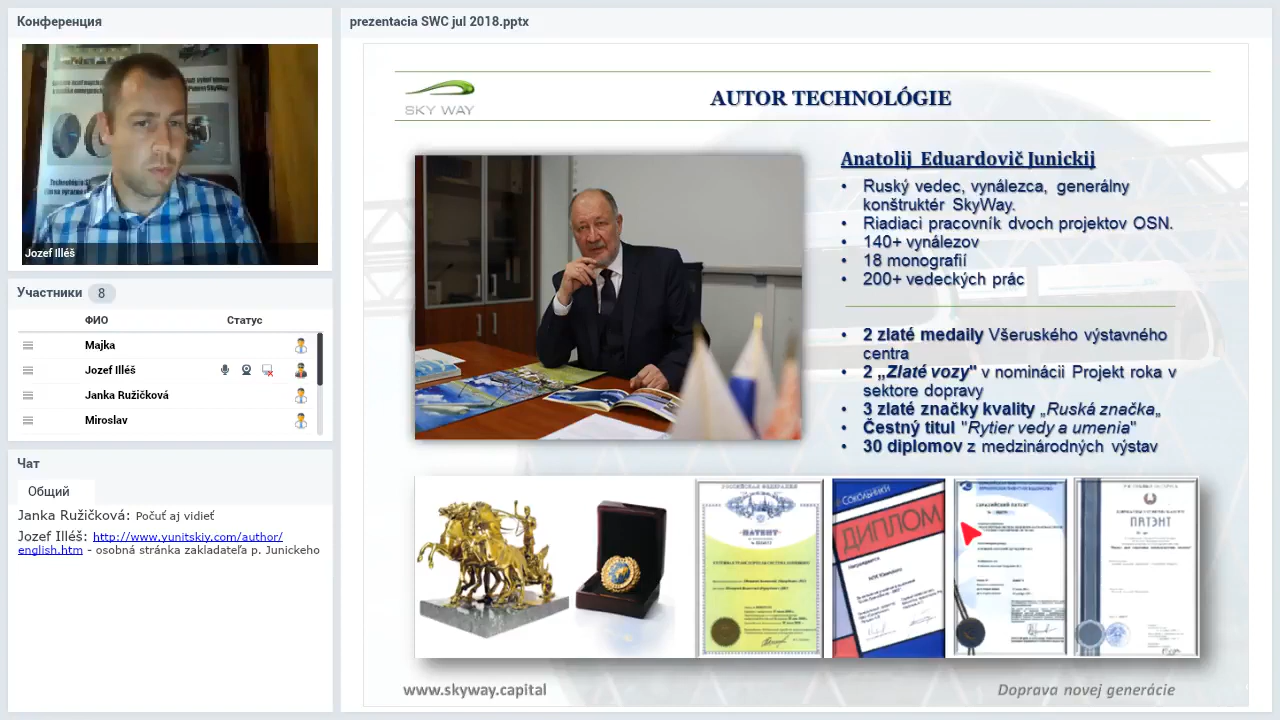 Конференция
Jozef Illéš
Участники 8
ФИО Статус
Majka
Jozef Illéš
Janka Ružičková
Miroslav
Чат
Общий
Janka Ružičková: Počuť aj vidieť
Jozef Illéš: http://www.yunitskiy.com/author/
english.htm - osobná stránka zakladateľa p. Junickeho
prezentacia SWC jul 2018.pptx
SKY WAY
AUTOR TECHNOLÓGIE
Anatolij Eduardovič Junickij
• Ruský vedec, vynálezca, generálny
konštruktér SkyWay.
• Riadiaci pracovník dvoch projektov OSN.
• 140+ vynálezov
• 18 monografií
• 200+ vedeckých prác
• 2 zlaté medaily Všeruského výstavného
centra
• 2 „Zlaté vozy" v nominácii Projekt roka v
sektore dopravy
• 3 zlaté značky kvality „Ruská značka„
• Čestný titul "Rytier vedy a umenia"
• 30 diplomov z medzinárodných výstav
ПАТЕНТ
СОКОЛЬНИКИ
ДИПЛОМ
ПАТЭНТ
www.skyway.capital
Doprava novej generácie